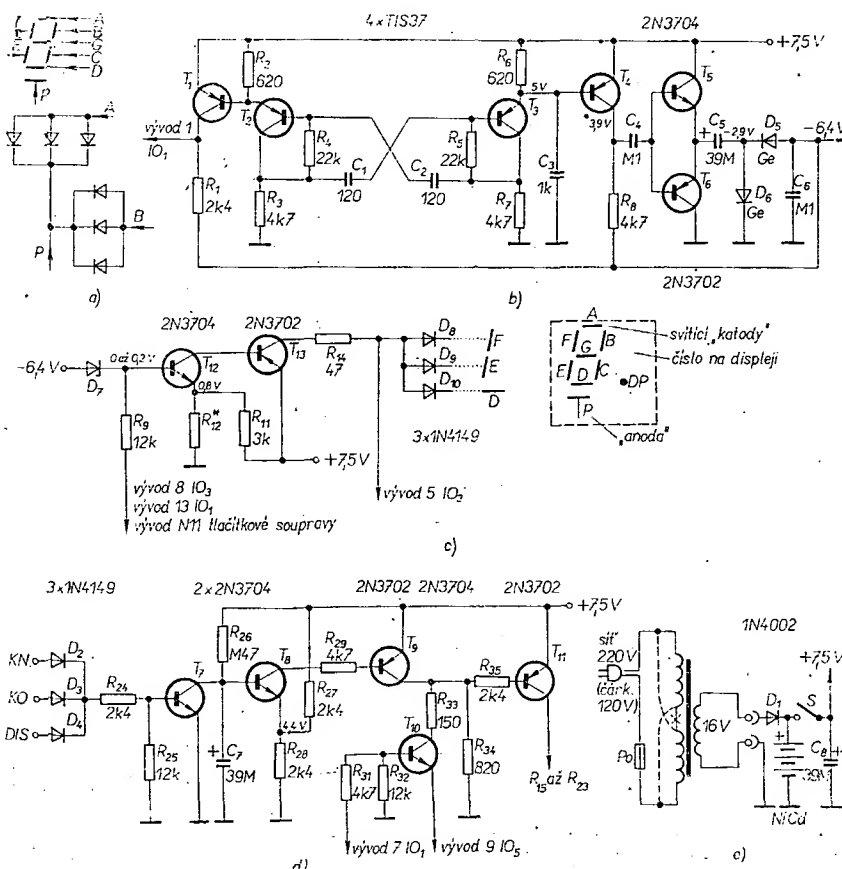 A
B
G
C
D
P
A
B
P
a)
4×TIS37
2N3704
+7,5V
T1
R2
620
T2
R4
22k
C1
120
C2
120
R5
22k
R6
620
5V
T3
T4
3,9V
C3
1k
C4
M1
T5
C5
39M
-2,9V
D5
Ge
-6,4V
T6
D6
Ge
C6
M1
vývod 1
IO1
R1
2k4
R3
4k7
R7
4k7
R8
4k7
2N3702
b)
2N3704
2N3702
-6,4V
D7
0 až 0,2V
T12
T13
R14
47
D8
F
D9
E
D10
D
3×1N4149
0,8V
R9
12k
R12*
R11
3k
+7,5V
vývod 8 IO3
vývod 13 IO1
vývod N11 tlačítkové soupravy
vývod 5 IO2
c)
A
svítící „katody"
F
G
B
číslo na displeji
E
D
C
DP
P
„anoda"
3×1N4149
2×2N3704
2N3702
2N3704
2N3702
+7,5V
KN
D2
KO
D3
DIS
D4
R24
2k4
R25
12k
T7
R26
M47
C7
39M
T8
4,4V
R27
2k4
R28
2k4
R29
4k7
T9
T10
R31
4k7
R32
12k
R33
150
R34
820
R35
2k4
T11
R15 až R23
vývod 7 IO1
vývod 9 IO5
d)
síť
220V
(čárk.
120V)
Po
16V
1N4002
+7,5V
D1
S
C8
39M
NiCd
e)